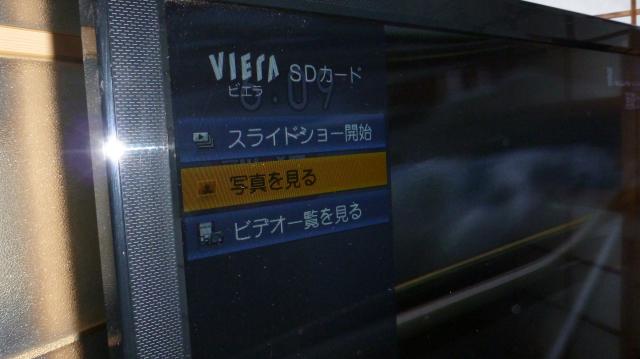 VIErA SDカード
ビエラ
スライドショー開始
写真を見る
ビデオ一覧を見る